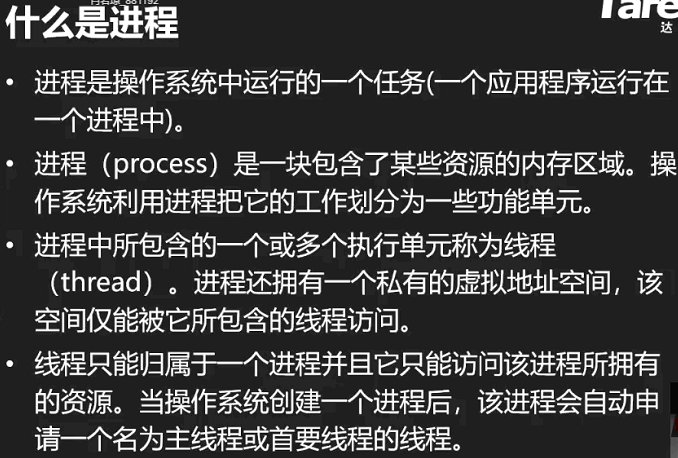 什么是进程
Tare
达
• 进程是操作系统中运行的一个任务(一个应用程序运行在
一个进程中)。
• 进程（process）是一块包含了某些资源的内存区域。操
作系统利用进程把它的工作划分为一些功能单元。
• 进程中所包含的一个或多个执行单元称为线程
（thread）。进程还拥有一个私有的虚拟地址空间，该
空间仅能被它所包含的线程访问。
• 线程只能归属于一个进程并且它只能访问该进程所拥有
的资源。当操作系统创建一个进程后，该进程会自动申
请一个名为主线程或首要线程的线程。